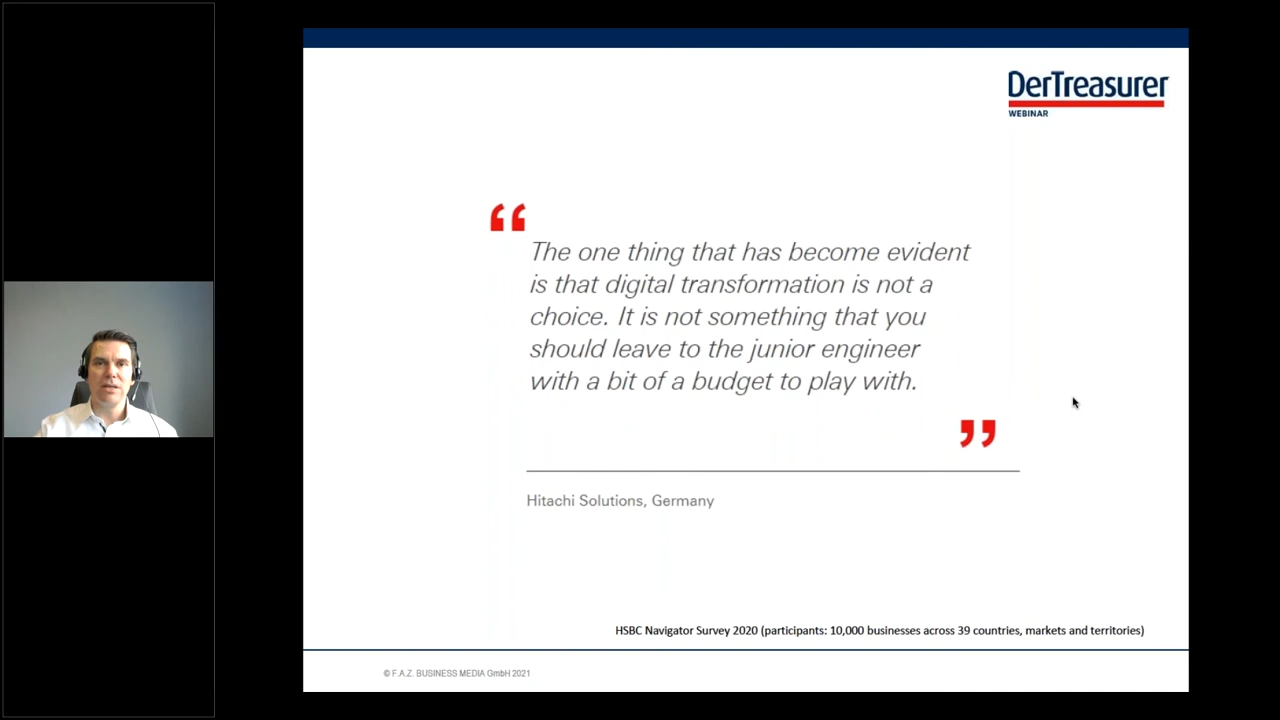 DerTreasurer
WEBINAR
“
The one thing that has become evident
is that digital transformation is not a
choice. It is not something that you
should leave to the junior engineer
with a bit of a budget to play with.
”
Hitachi Solutions, Germany
HSBC Navigator Survey 2020 (participants: 10,000 businesses across 39 countries, markets and territories)
© F.A.Z. BUSINESS MEDIA GmbH 2021